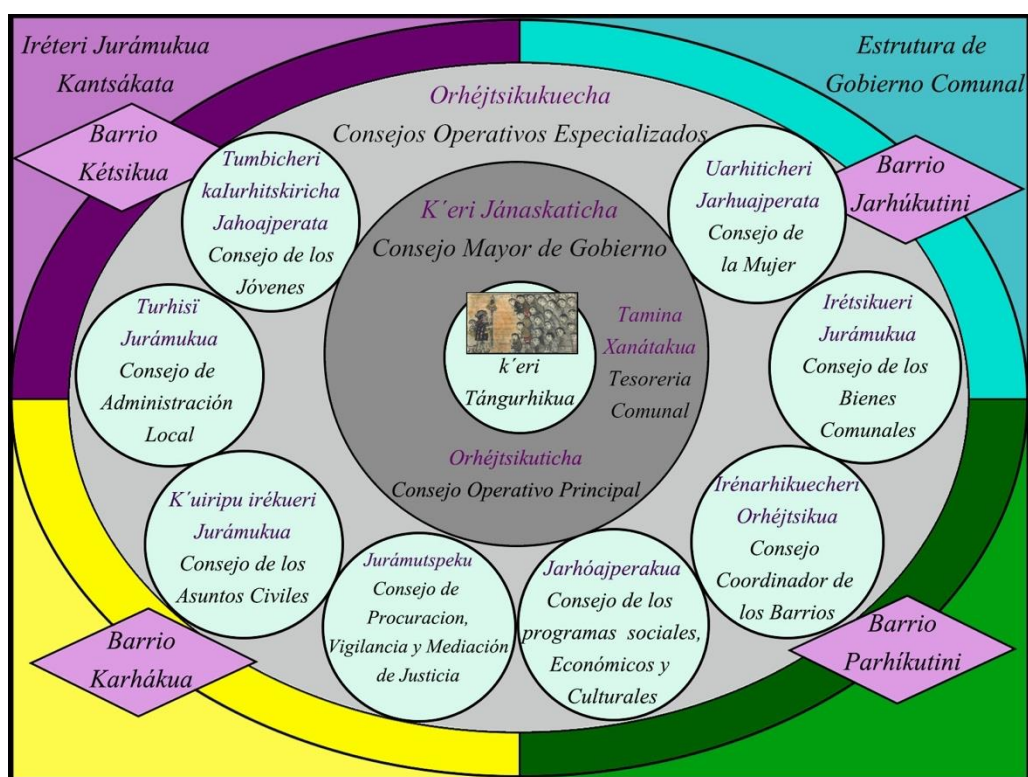 Iréteri Jurámukua
Kantsákata
Estrutura de
Gobierno Comunal
Barrio
Kétsikua
Barrio
Jarhúkutini
Orhéjtsikukuecha
Consejos Operativos Especializados
Tumbicheri
kaIurhitskiricha
Jahoajperata
Consejo de los
Jóvenes
Uarhiticheri
Jarhuajperata
Consejo de
la Mujer
K´eri Jánaskaticha
Consejo Mayor de Gobierno
k´eri
Tángurhikua
Tamina
Xanátakua
Tesoreria
Comunal
Orhéjtsikuticha
Consejo Operativo Principal
Turhisï
Jurámukua
Consejo de
Administración
Local
Irétsikueri
Jurámukua
Consejo de los
Bienes
Comunales
K´uiripu irékueri
Jurámukua
Consejo de los
Asuntos Civiles
Jurámutspeku
Consejo de
Procuracion,
Vigilancia y Mediación
de Justicia
Jarhóajperakua
Consejo de los
programas sociales,
Económicos y
Culturales
Irénarhikuecheri
Orhéjtsikua
Consejo
Coordinador de
los Barrios
Barrio
Karhákua
Barrio
Parhíkutini